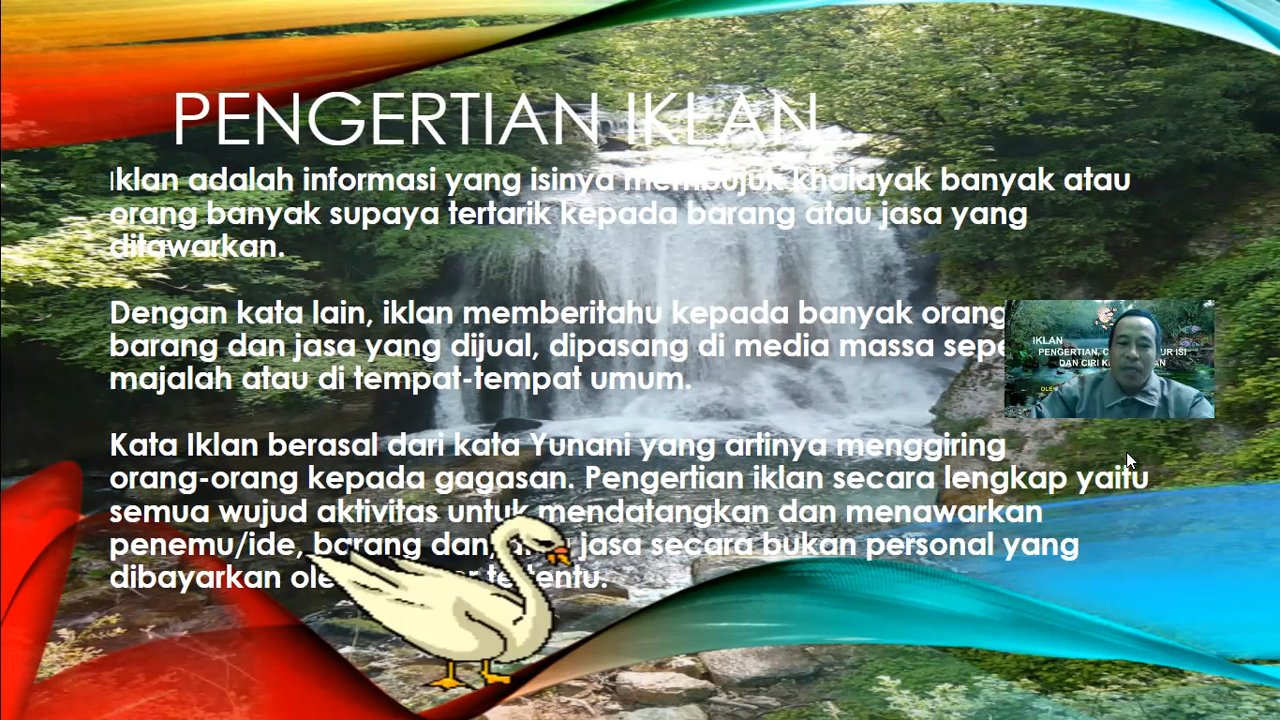 PENGERTIAN IKLAN
Iklan adalah informasi yang isinya membujuk khalayak banyak atau
orang banyak supaya tertarik kepada barang atau jasa yang
ditawarkan.
Dengan kata lain, iklan memberitahu kepada banyak orang
barang dan jasa yang dijual, dipasang di media massa
majalah atau di tempat-tempat umum.
Kata Iklan berasal dari kata Yunani yang artinya menggiring
orang-orang kepada gagasan. Pengertian iklan secara lengkap yaitu
semua wujud aktivitas untuk mendatangkan dan menawarkan
penemu/ide, barang dan, jasa secara bukan personal yang
dibayarkan tertentu.
IKLAN
PENGERTIAN, ISI
DAN CIRI